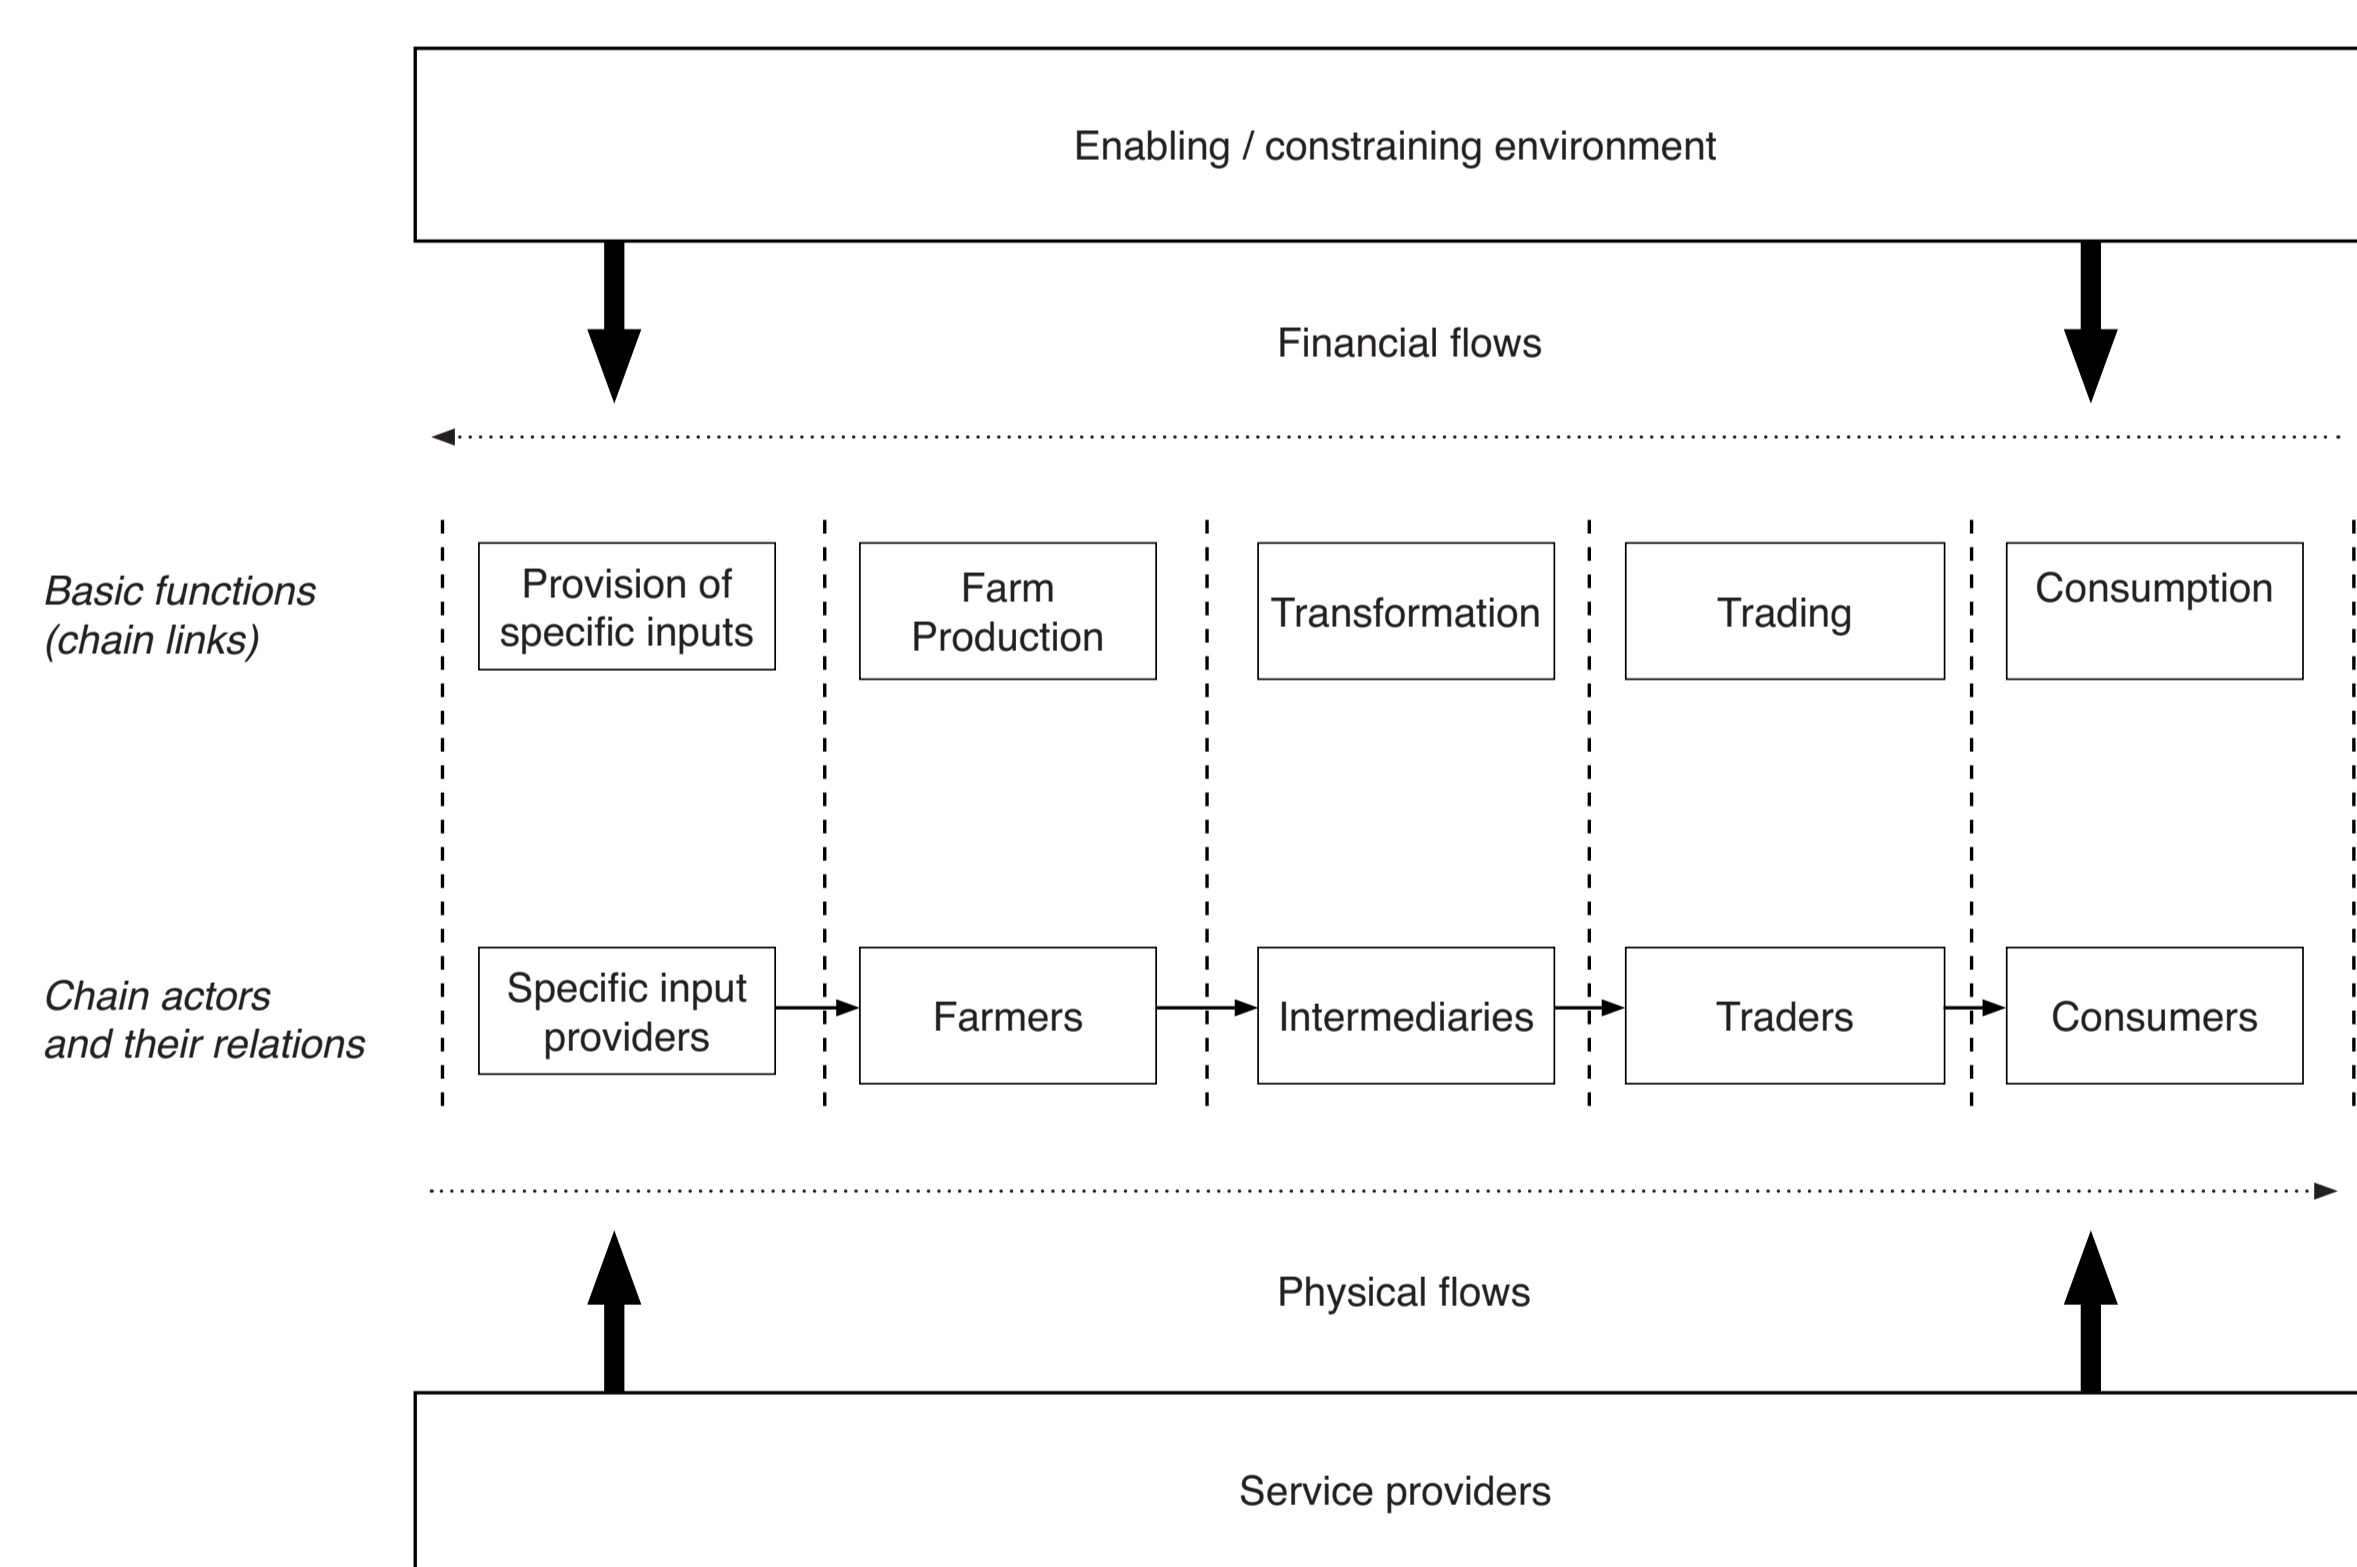 Enabling / constraining environment
Financial flows
Basic functions
(chain links)
Provision of
specific inputs
Farm
Production
Transformation
Trading
Consumption
Chain actors
and their relations
Specific input
providers
Farmers
Intermediaries
Traders
Consumers
Physical flows
Service providers